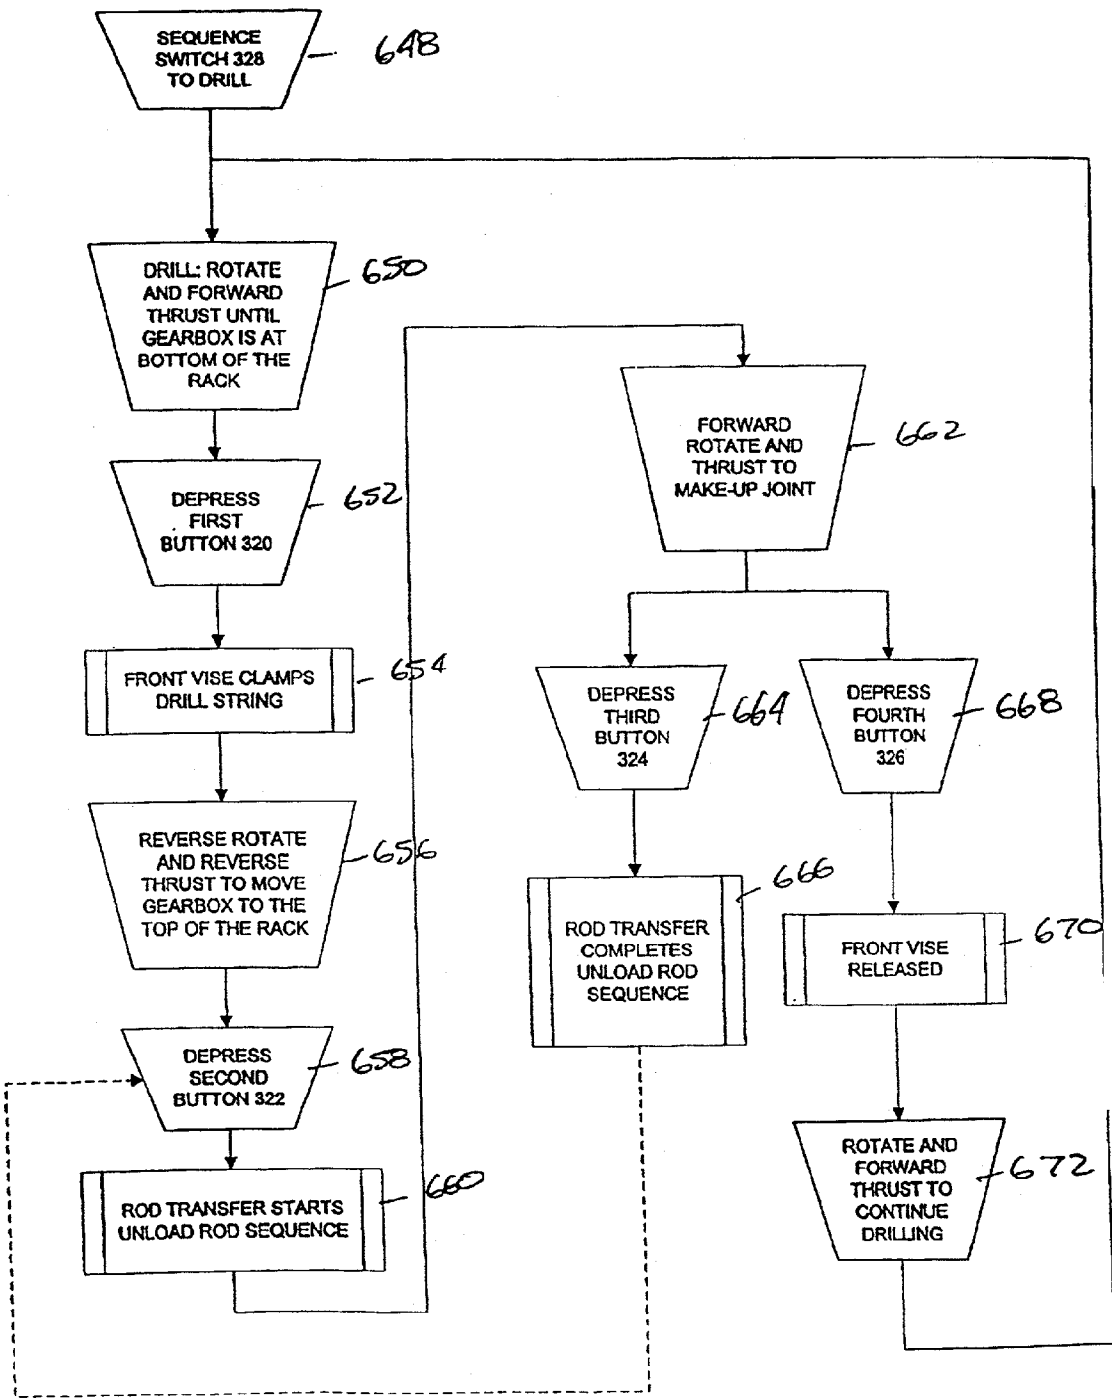 SEQUENCE
SWITCH 328
TO DRILL
648
DRILL: ROTATE
AND FORWARD
THRUST UNTIL
GEARBOX IS AT
BOTTOM OF THE
RACK
650
DEPRESS
FIRST
BUTTON 320
652
FRONT VISE CLAMPS
DRILL STRING
654
REVERSE ROTATE
AND REVERSE
THRUST TO MOVE
GEARBOX TO THE
TOP OF THE RACK
656
DEPRESS
SECOND
BUTTON 322
658
ROD TRANSFER STARTS
UNLOAD ROD SEQUENCE
660
FORWARD
ROTATE AND
THRUST TO
MAKE-UP JOINT
662
DEPRESS
THIRD
BUTTON
324
664
ROD TRANSFER
COMPLETES
UNLOAD ROD
SEQUENCE
666
DEPRESS
FOURTH
BUTTON
326
668
FRONT VISE
RELEASED
670
ROTATE AND
FORWARD
THRUST TO
CONTINUE
DRILLING
672